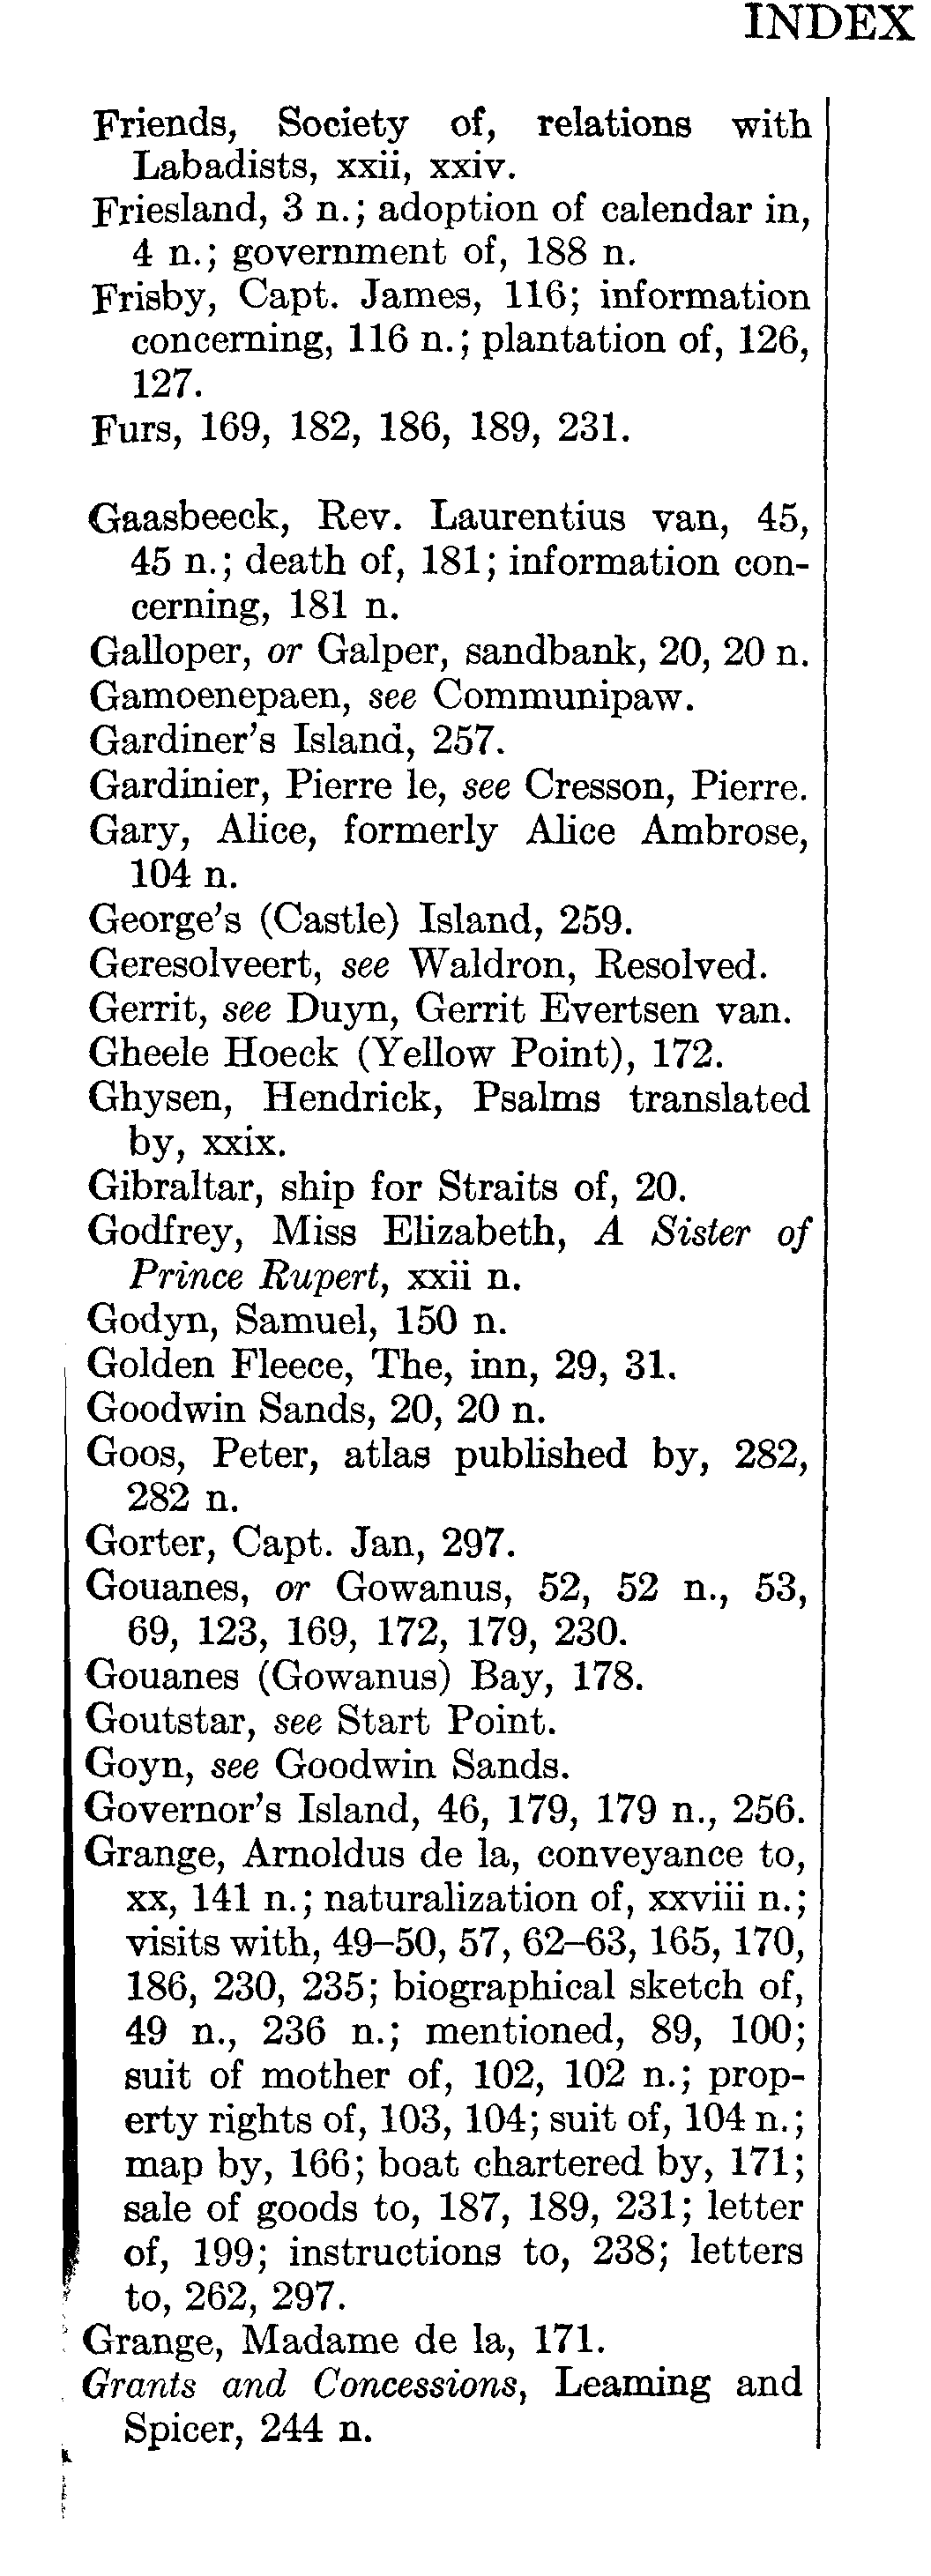 INDEX
Friends, Society of, relations with
Labadists, xxii, xxiv.
Friesland, 3 n.; adoption of calendar in,
4 n.; government of, 188 n.
Frisby, Capt. James, 116; information
concerning, 116 n.; plantation of, 126,
127.
Furs, 169, 182, 186, 189, 231.
Gaasbeeck, Rev. Laurentius van, 45,
45 n.; death of, 181; information con-
cerning, 181 n.
Galloper, or Galper, sandbank, 20, 20 n.
Gamoenepaen, see Communipaw.
Gardiner's Island, 257.
Gardinier, Pierre le, see Cresson, Pierre.
Gary, Alice, formerly Alice Ambrose,
104 n.
George's (Castle) Island, 259.
Geresolveert, see Waldron, Resolved.
Gerrit, see Duyn, Gerrit Evertsen van.
Gheele Hoeck (Yellow Point), 172.
Ghysen, Hendrick, Psalms translated
by, xxix.
Gibraltar, ship for Straits of, 20.
Godfrey, Miss Elizabeth, A Sister of
Prince Rupert, xxii n.
Godyn, Samuel, 150 n.
Golden Fleece, The, inn, 29, 31.
Goodwin Sands, 20, 20 n.
Goos, Peter, atlas published by, 282,
282 n.
Gorter, Capt. Jan, 297.
Gouanes, or Gowanus, 52, 52 n., 53,
69, 123, 169, 172, 179, 230.
Gouanes (Gowanus) Bay, 178.
Goutstar, see Start Point.
Goyn, see Goodwin Sands.
Governor's Island, 46, 179, 179 n., 256.
Grange, Arnoldus de la, conveyance to,
xx, 141 n.; naturalization of, xxviii n.;
visits with, 49–50, 57, 62–63, 165, 170,
186, 230, 235; biographical sketch of,
49 n., 236 n.; mentioned, 89, 100;
suit of mother of, 102, 102 n.; prop-
erty rights of, 103, 104; suit of, 104 n.;
map by, 166; boat chartered by, 171;
sale of goods to, 187, 189, 231; letter
of, 199; instructions to, 238; letters
to, 262, 297.
Grange, Madame de la, 171.
Grants and Concessions, Leaming and
Spicer, 244 n.